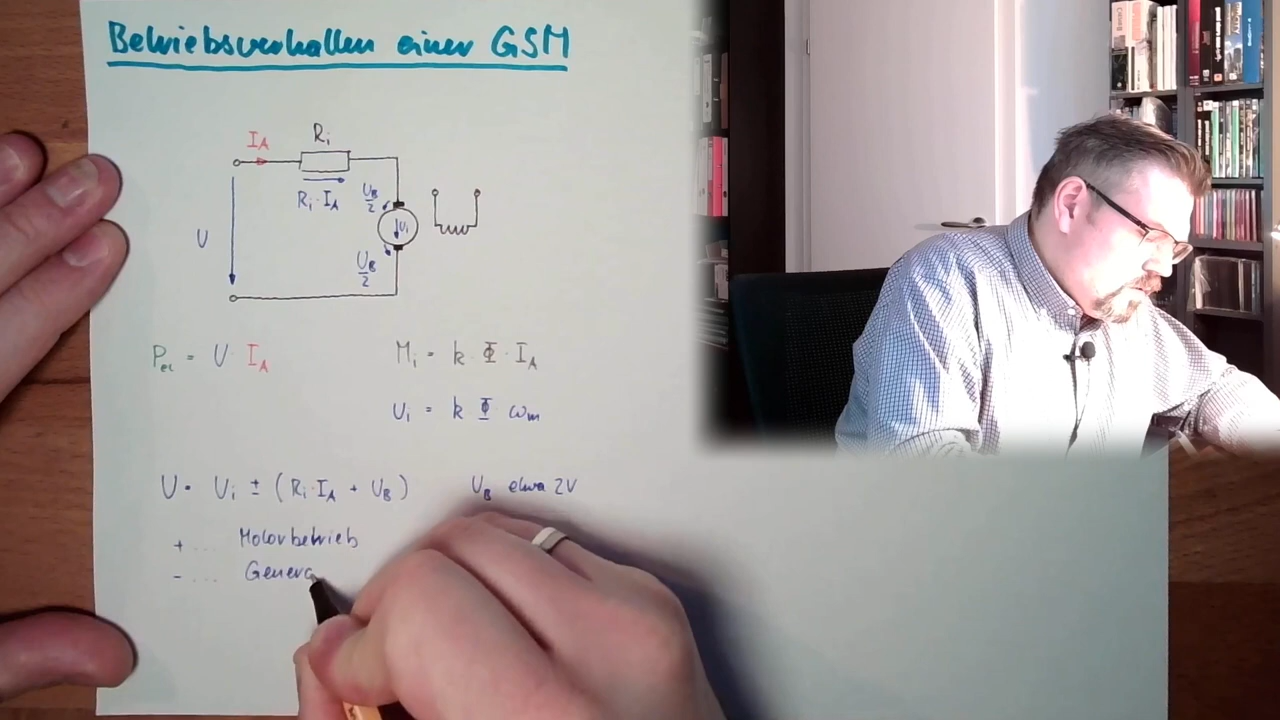 Betriebsverhalten einer GSM
I_A
R_i
R_i · I_A
U_B/2
U
U_i
U_B/2
P_el = U · I_A
M_i = k · Φ · I_A
U_i = k Φ ω_m
U = U_i ± (R_i · I_A + U_B)
U_B etwa 2V
+ ... Motorbetrieb
- ... Genera